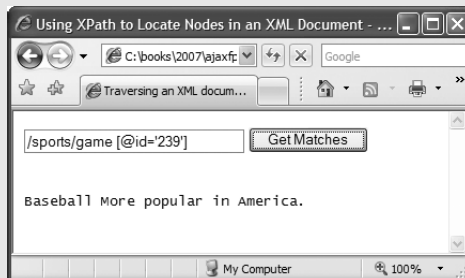 Using XPath to Locate Nodes in an XML Document - ...
C:\books\2007\ajaxfp
Google
Traversing an XML docum...
»
/sports/game [@id='239']
Get Matches
Baseball More popular in America.
My Computer
100%